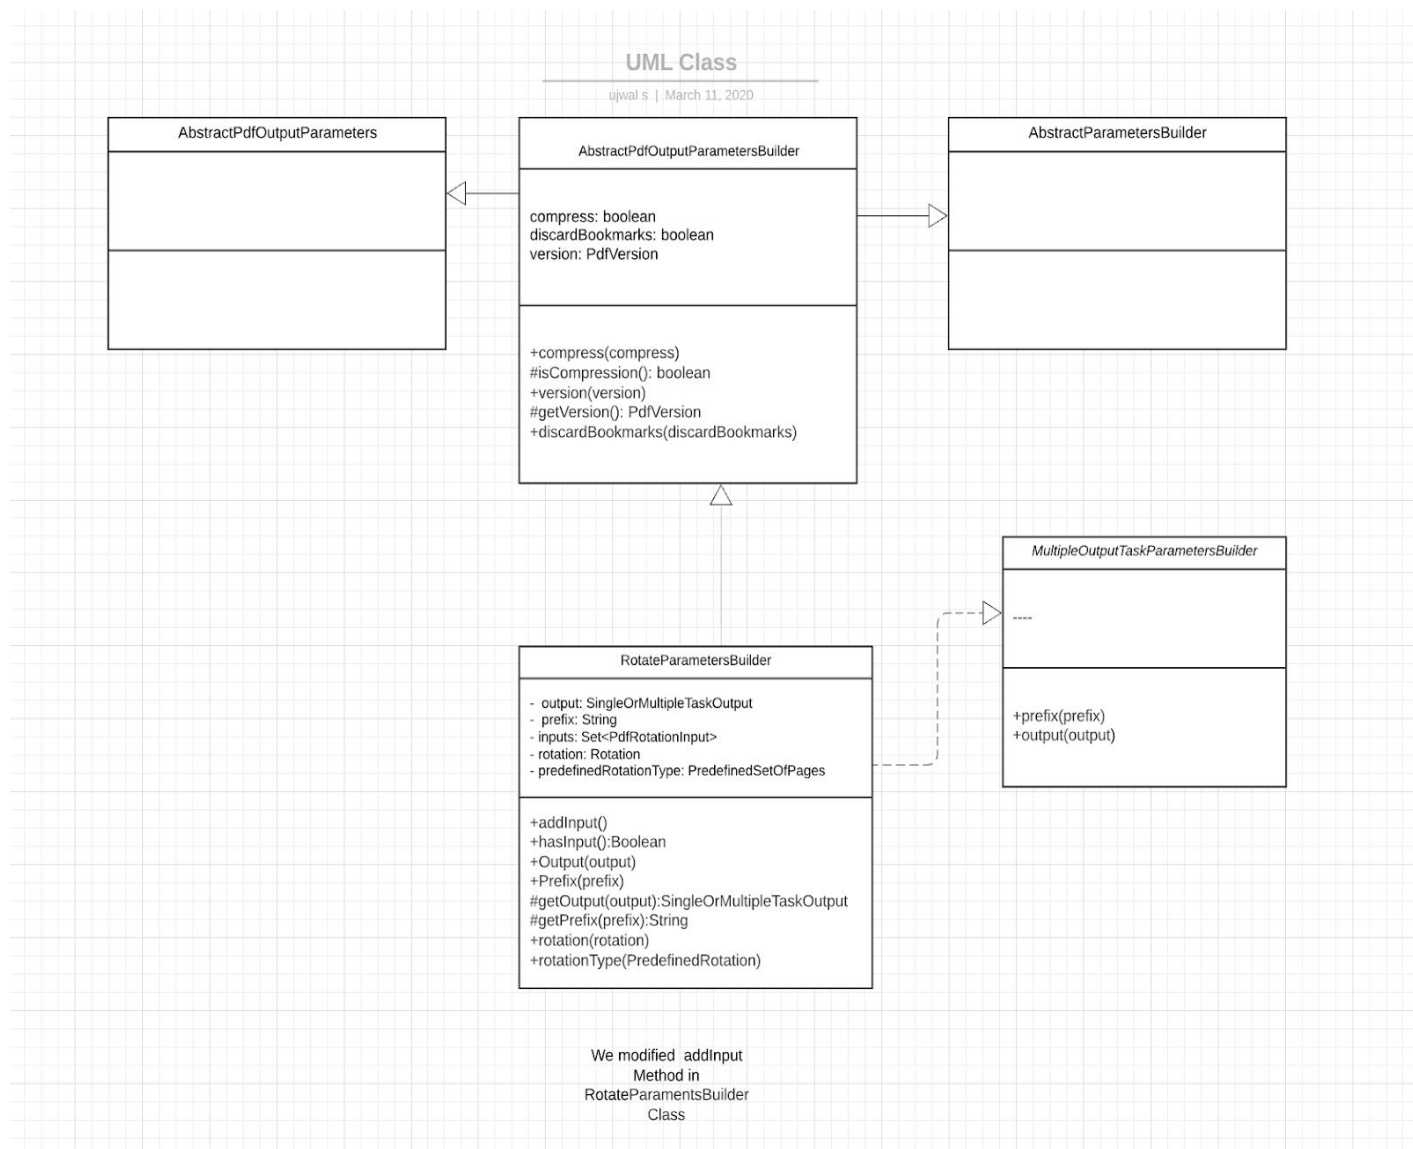 UML Class
ujwal s | March 11, 2020
AbstractPdfOutputParameters
AbstractPdfOutputParametersBuilder
compress: boolean
discardBookmarks: boolean
version: PdfVersion
+compress(compress)
#isCompression(): boolean
+version(version)
#getVersion(): PdfVersion
+discardBookmarks(discardBookmarks)
AbstractParametersBuilder
MultipleOutputTaskParametersBuilder
----
+prefix(prefix)
+output(output)
RotateParametersBuilder
- output: SingleOrMultipleTaskOutput
- prefix: String
- inputs: Set<PdfRotationInput>
- rotation: Rotation
- predefinedRotationType: PredefinedSetOfPages
+addInput()
+hasInput():Boolean
+Output(output)
+Prefix(prefix)
#getOutput(output):SingleOrMultipleTaskOutput
#getPrefix(prefix):String
+rotation(rotation)
+rotationType(PredefinedRotation)
We modified addInput
Method in
RotateParamentsBuilder
Class